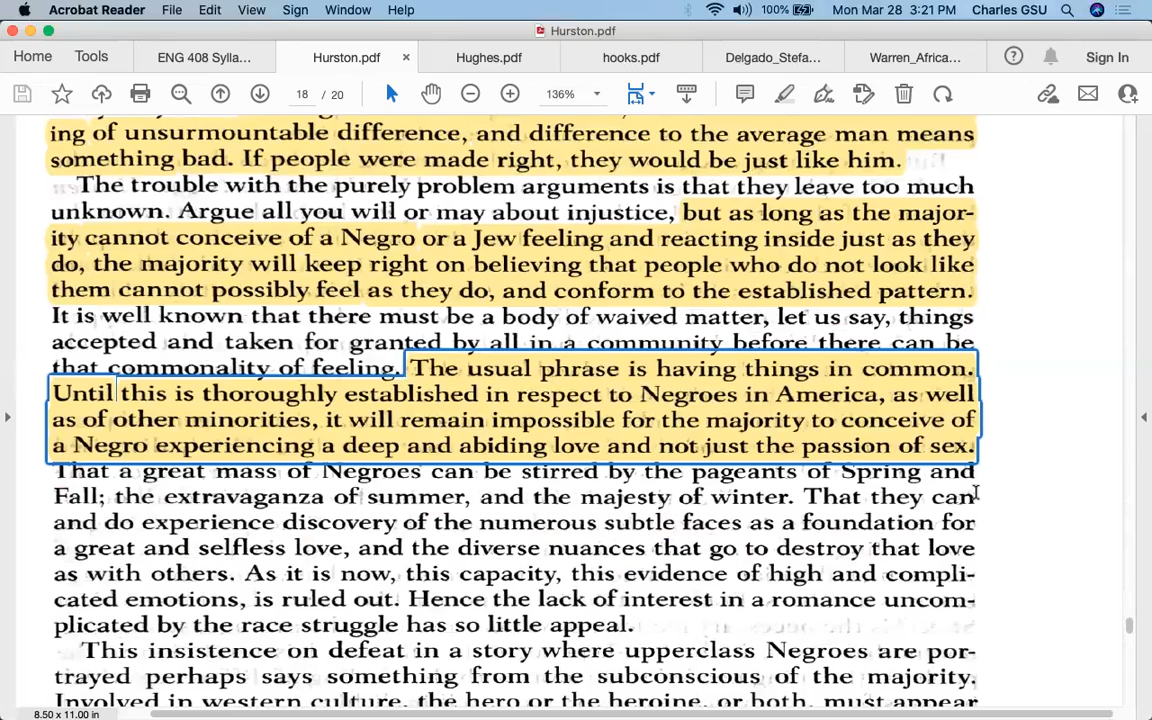 Acrobat Reader File Edit View Sign Window Help 100% Mon Mar 28 3:21 PM Charles GSU
Hurston.pdf
Home Tools ENG 408 Sylla... Hurston.pdf × Hughes.pdf hooks.pdf Delgado_Stefa... Warren_Africa... Sign In
18 / 20 136%
ing of unsurmountable difference, and difference to the average man means
something bad. If people were made right, they would be just like him.
The trouble with the purely problem arguments is that they leave too much
unknown. Argue all you will or may about injustice, but as long as the major-
ity cannot conceive of a Negro or a Jew feeling and reacting inside just as they
do, the majority will keep right on believing that people who do not look like
them cannot possibly feel as they do, and conform to the established pattern.
It is well known that there must be a body of waived matter, let us say, things
accepted and taken for granted by all in a community before there can be
that commonality of feeling. The usual phrase is having things in common.
Until this is thoroughly established in respect to Negroes in America, as well
as of other minorities, it will remain impossible for the majority to conceive of
a Negro experiencing a deep and abiding love and not just the passion of sex.
That a great mass of Negroes can be stirred by the pageants of Spring and
Fall; the extravaganza of summer, and the majesty of winter. That they can
and do experience discovery of the numerous subtle faces as a foundation for
a great and selfless love, and the diverse nuances that go to destroy that love
as with others. As it is now, this capacity, this evidence of high and compli-
cated emotions, is ruled out. Hence the lack of interest in a romance uncom-
plicated by the race struggle has so little appeal.
This insistence on defeat in a story where upperclass Negroes are por-
trayed perhaps says something from the subconscious of the majority.
Involved in western culture, the hero or the heroine, or both, must appear
8.50 x 11.00 in